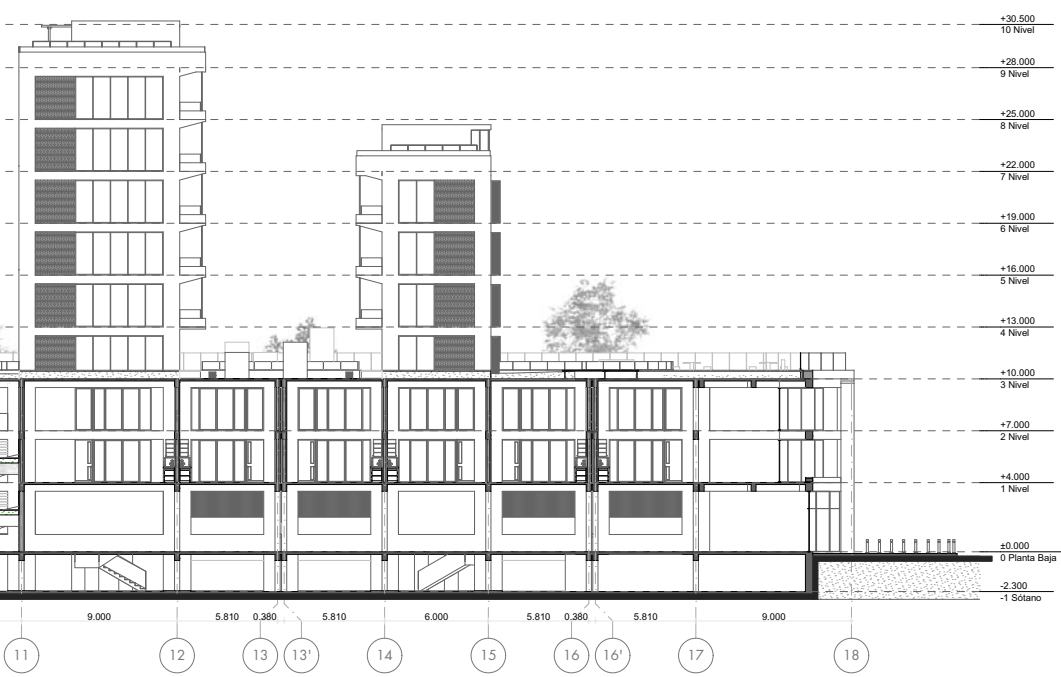 +30.500
10 Nivel
+28.000
9 Nivel
+25.000
8 Nivel
+22.000
7 Nivel
+19.000
6 Nivel
+16.000
5 Nivel
+13.000
4 Nivel
+10.000
3 Nivel
+7.000
2 Nivel
+4.000
1 Nivel
±0.000
0 Planta Baja
-2.300
-1 Sótano
9.000 5.810 0.380 5.810 6.000 5.810 0.380 5.810 9.000
11 12 13 13' 14 15 16 16' 17 18